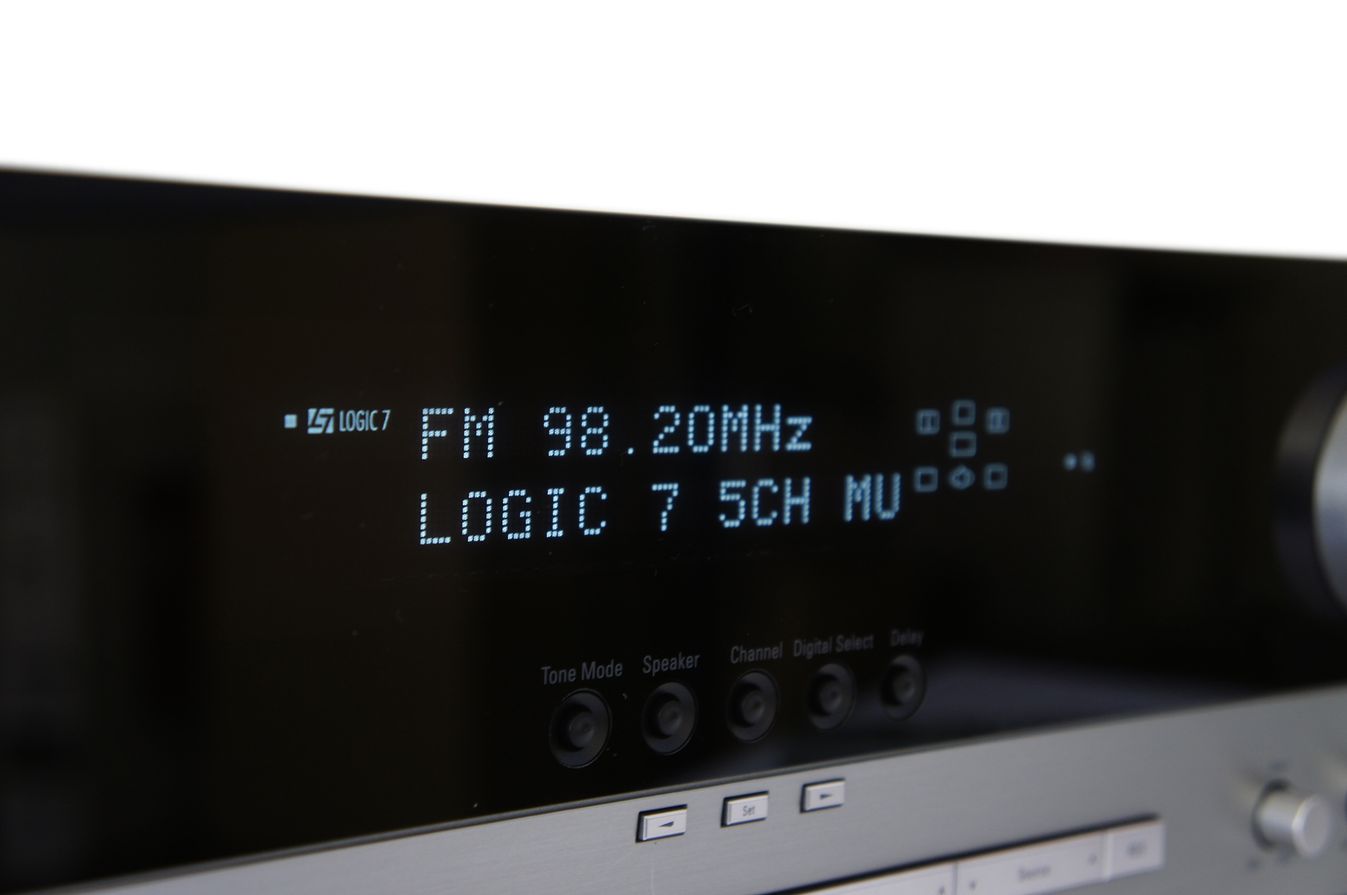 LOGIC 7
FM 98.20MHz
LOGIC 7 5CH MU
Tone Mode
Speaker
Channel
Digital Select
Delay
Set